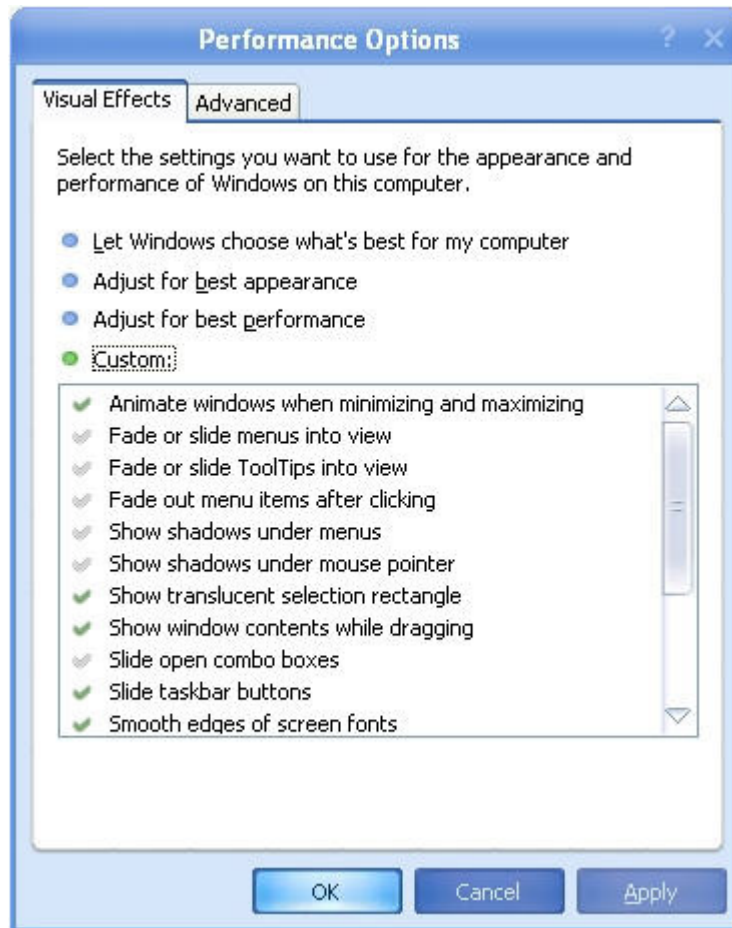 Performance Options
Visual Effects
Advanced
Select the settings you want to use for the appearance and
performance of Windows on this computer.
Let Windows choose what's best for my computer
Adjust for best appearance
Adjust for best performance
Custom:
Animate windows when minimizing and maximizing
Fade or slide menus into view
Fade or slide ToolTips into view
Fade out menu items after clicking
Show shadows under menus
Show shadows under mouse pointer
Show translucent selection rectangle
Show window contents while dragging
Slide open combo boxes
Slide taskbar buttons
Smooth edges of screen fonts
OK
Cancel
Apply